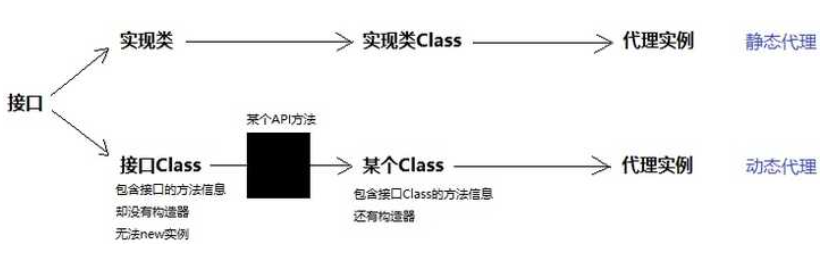 实现类
实现类Class
代理实例
静态代理
接口
某个API方法
接口Class
某个Class
代理实例
动态代理
包含接口的方法信息
却没有构造器
无法new实例
包含接口Class的方法信息
还有构造器